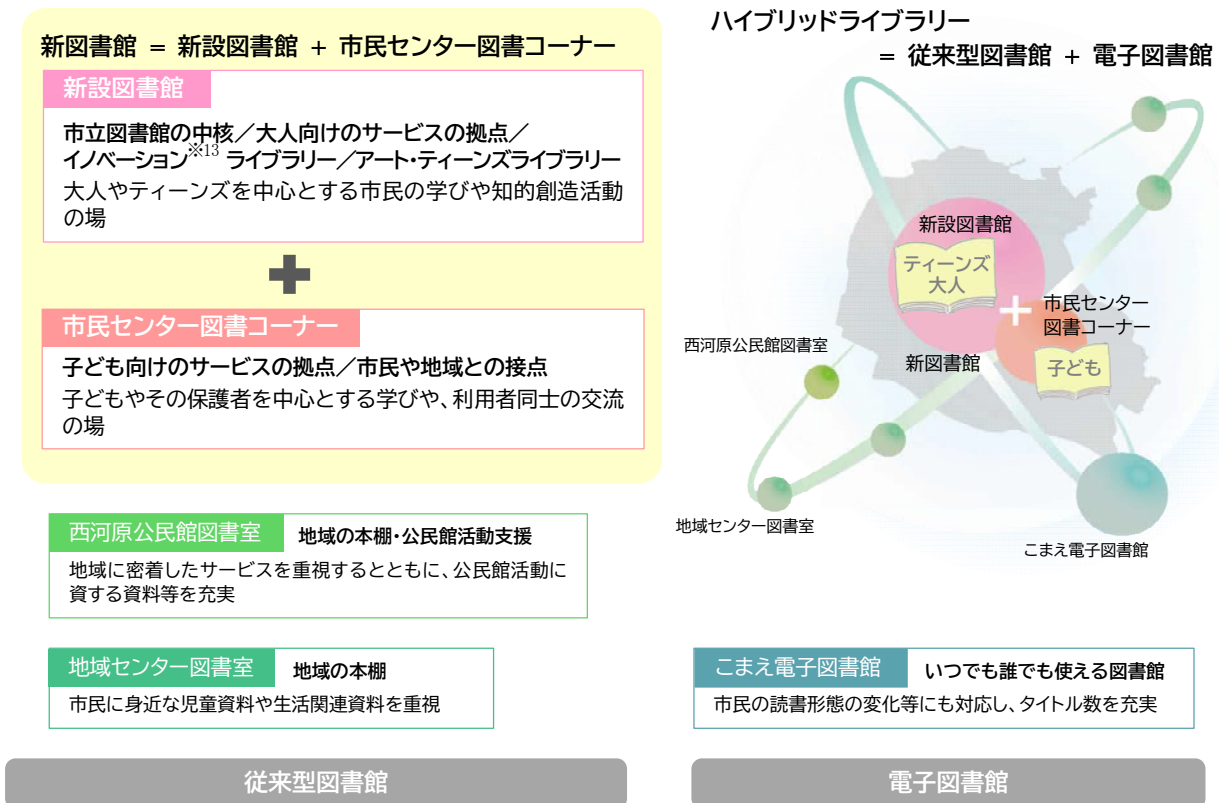 新図書館 = 新設図書館 + 市民センター図書コーナー
新設図書館
市立図書館の中核／大人向けのサービスの拠点／
イノベーション※13 ライブラリー／アート・ティーンズライブラリー
大人やティーンズを中心とする市民の学びや知的創造活動
の場
市民センター図書コーナー
子ども向けのサービスの拠点／市民や地域との接点
子どもやその保護者を中心とする学びや、利用者同士の交流
の場
西河原公民館図書室
地域の本棚・公民館活動支援
地域に密着したサービスを重視するとともに、公民館活動に
資する資料等を充実
地域センター図書室
地域の本棚
市民に身近な児童資料や生活関連資料を重視
従来型図書館
ハイブリッドライブラリー
= 従来型図書館 + 電子図書館
新設図書館
ティーンズ
大人
市民センター
図書コーナー
子ども
新図書館
西河原公民館図書室
地域センター図書室
こまえ電子図書館
こまえ電子図書館
いつでも誰でも使える図書館
市民の読書形態の変化等にも対応し、タイトル数を充実
電子図書館